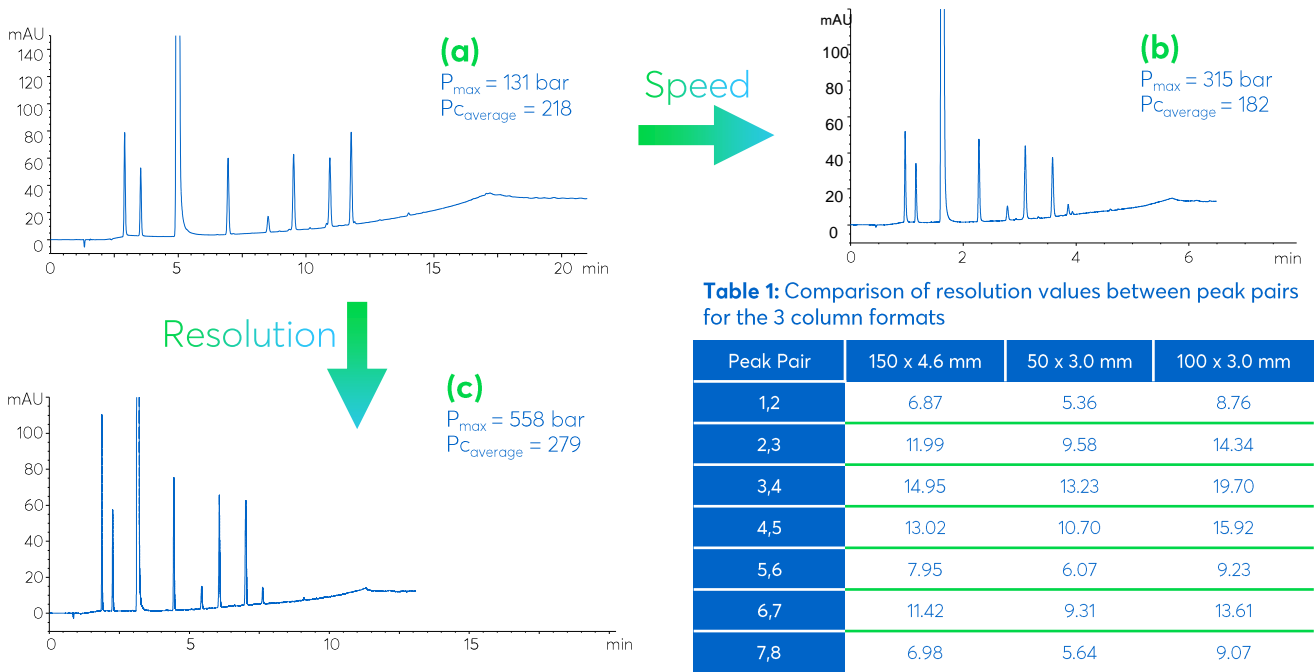 mAU
140
120
100
80
60
40
20
0
0 5 10 15 20 min
(a)
Pmax = 131 bar
Pcaverage = 218
Speed
mAU
100
80
60
40
20
0
0 2 4 6 min
(b)
Pmax = 315 bar
Pcaverage = 182
Resolution
mAU
100
80
60
40
20
0
0 5 10 15 min
(c)
Pmax = 558 bar
Pcaverage = 279
Table 1: Comparison of resolution values between peak pairs
for the 3 column formats
Peak Pair 150 x 4.6 mm 50 x 3.0 mm 100 x 3.0 mm
1,2 6.87 5.36 8.76
2,3 11.99 9.58 14.34
3,4 14.95 13.23 19.70
4,5 13.02 10.70 15.92
5,6 7.95 6.07 9.23
6,7 11.42 9.31 13.61
7,8 6.98 5.64 9.07